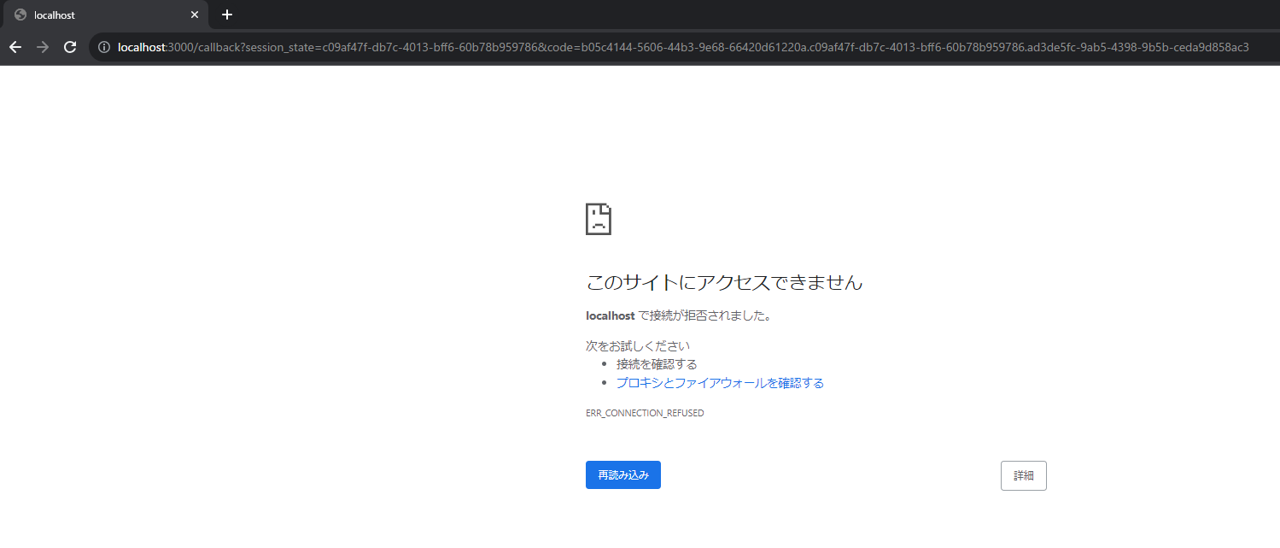 localhost
localhost:3000/callback?session_state=c09af47f-db7c-4013-bff6-60b78b959786&code=b05c4144-5606-44b3-9e68-66420d61220a.c09af47f-db7c-4013-bff6-60b78b959786.ad3de5fc-9ab5-4398-9b5b-ceda9d858ac3
このサイトにアクセスできません
localhost で接続が拒否されました。
次をお試しください
• 接続を確認する
• プロキシとファイアウォールを確認する
ERR_CONNECTION_REFUSED
再読み込み
詳細